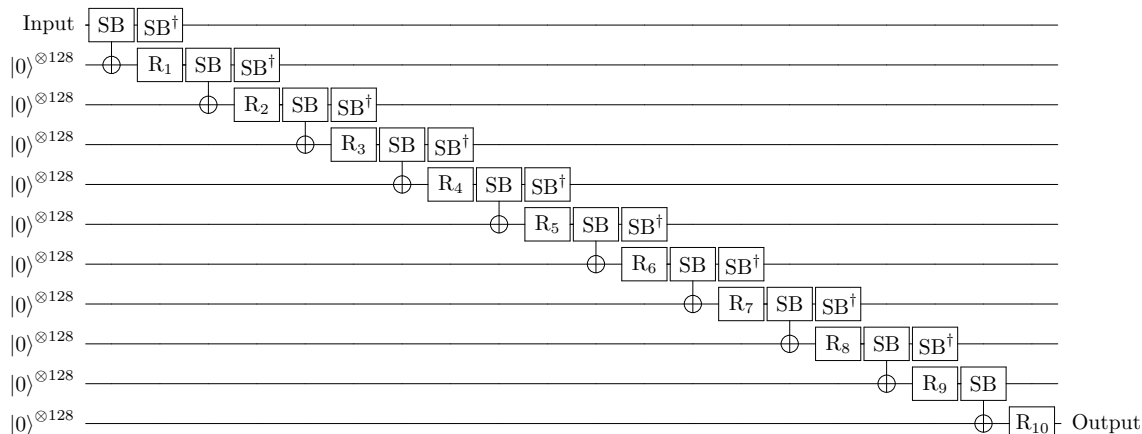 Input SB SB†
|0⟩⊗128 R₁ SB SB†
|0⟩⊗128 R₂ SB SB†
|0⟩⊗128 R₃ SB SB†
|0⟩⊗128 R₄ SB SB†
|0⟩⊗128 R₅ SB SB†
|0⟩⊗128 R₆ SB SB†
|0⟩⊗128 R₇ SB SB†
|0⟩⊗128 R₈ SB SB†
|0⟩⊗128 R₉ SB
|0⟩⊗128 R₁₀ Output